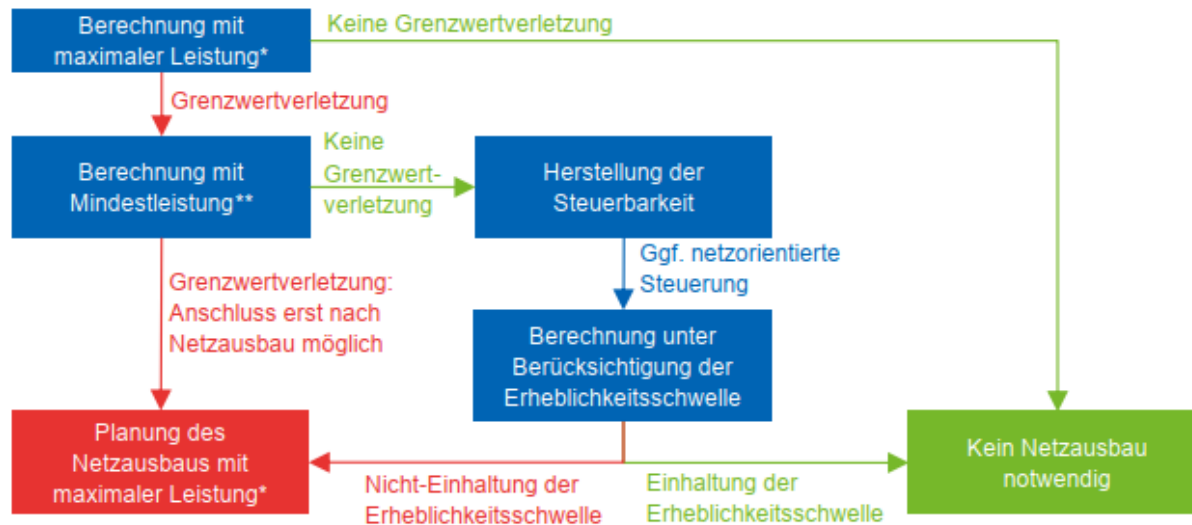 Berechnung mit
maximaler Leistung*
Keine Grenzwertverletzung
Grenzwertverletzung
Berechnung mit
Mindestleistung**
Keine
Grenzwert-
verletzung
Herstellung der
Steuerbarkeit
Ggf. netzorientierte
Steuerung
Grenzwertverletzung:
Anschluss erst nach
Netzausbau möglich
Berechnung unter
Berücksichtigung der
Erheblichkeitsschwelle
Planung des
Netzausbaus mit
maximaler Leistung*
Nicht-Einhaltung der
Erheblichkeitsschwelle
Einhaltung der
Erheblichkeitsschwelle
Kein Netzausbau
notwendig